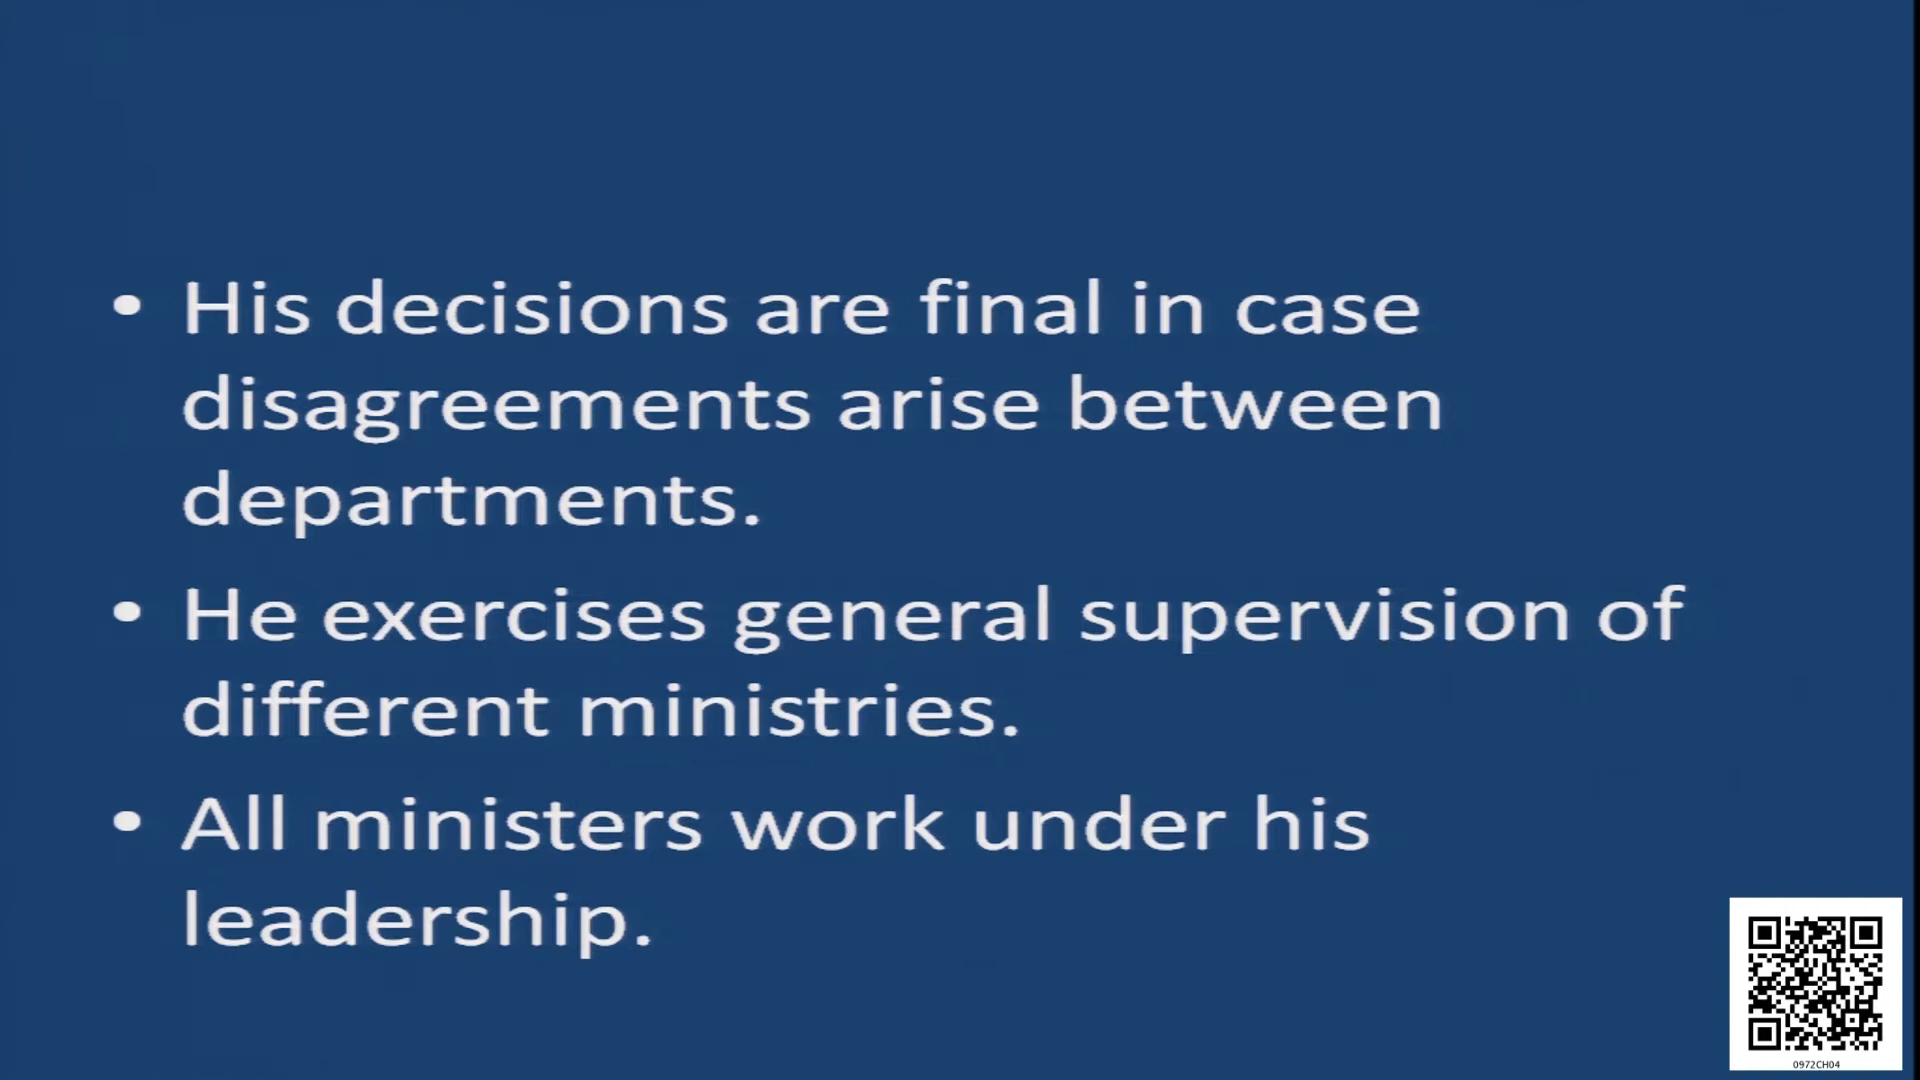 • His decisions are final in case
disagreements arise between
departments.
• He exercises general supervision of
different ministries.
• All ministers work under his
leadership.
0972CH04